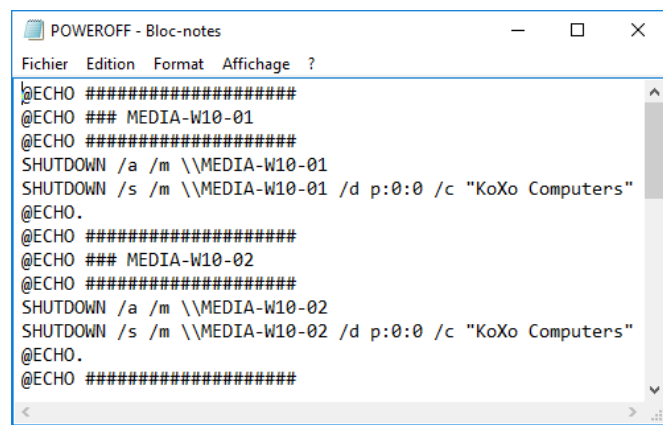 POWEROFF - Bloc-notes
Fichier Edition Format Affichage ?
@ECHO ####################
@ECHO ### MEDIA-W10-01
@ECHO ####################
SHUTDOWN /a /m \\MEDIA-W10-01
SHUTDOWN /s /m \\MEDIA-W10-01 /d p:0:0 /c "KoXo Computers"
@ECHO.
@ECHO ####################
@ECHO ### MEDIA-W10-02
@ECHO ####################
SHUTDOWN /a /m \\MEDIA-W10-02
SHUTDOWN /s /m \\MEDIA-W10-02 /d p:0:0 /c "KoXo Computers"
@ECHO.
@ECHO ####################